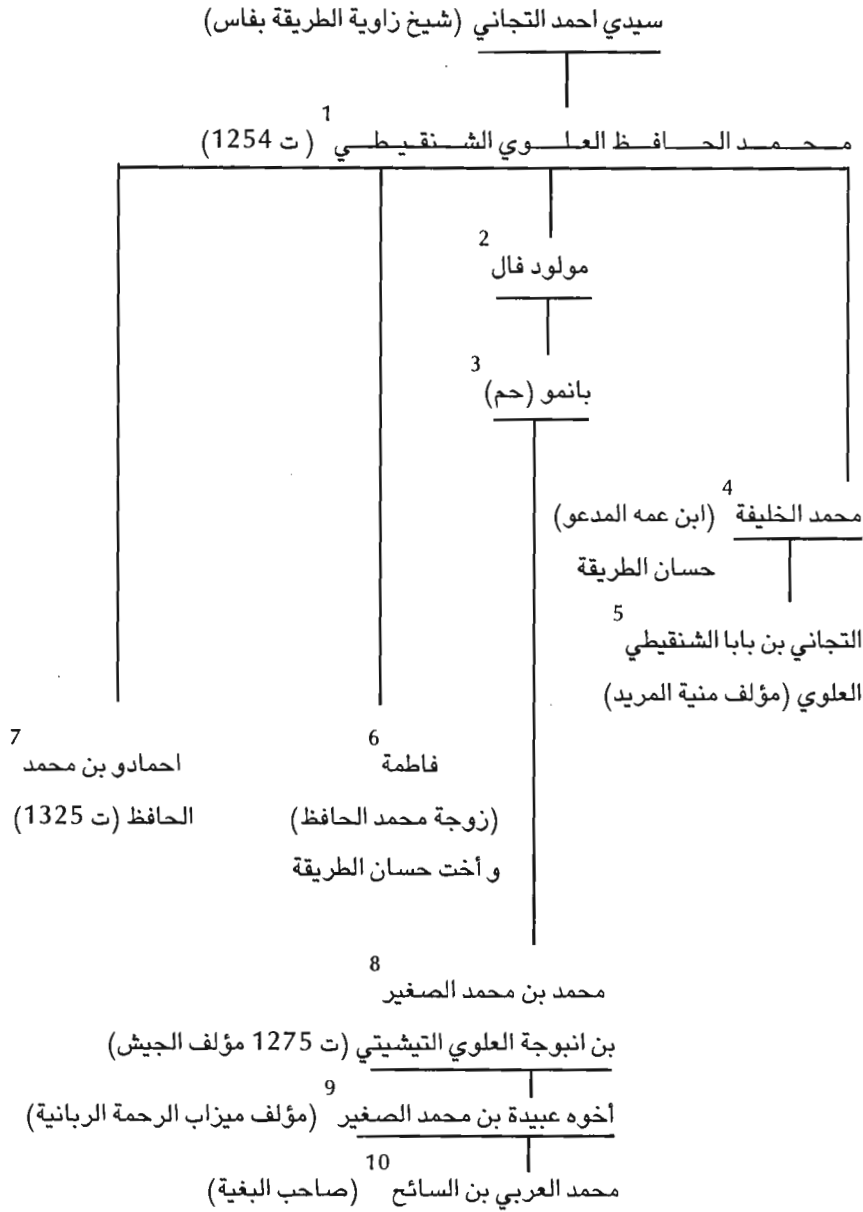 سيدي احمد التجاني (شيخ زاوية الطريقة بفاس)
محمد الحافظ العلوي الشنقيطي 1 (ت 1254)
مولود فال 2
بانمو (حم) 3
محمد الخليفة 4 (ابن عمه المدعو)
حسان الطريقة
التجاني بن بابا الشنقيطي 5
العلوي (مؤلف منية المريد)
فاطمة 6
(زوجة محمد الحافظ)
و أخت حسان الطريقة
احمادو بن محمد 7
الحافظ (ت 1325)
محمد بن محمد الصغير 8
بن انبوجة العلوي التيشيتي (ت 1275 مؤلف الجيش)
أخوه عبيدة بن محمد الصغير 9 (مؤلف ميزاب الرحمة الربانية)
محمد العربي بن السائح 10 (صاحب البغية)